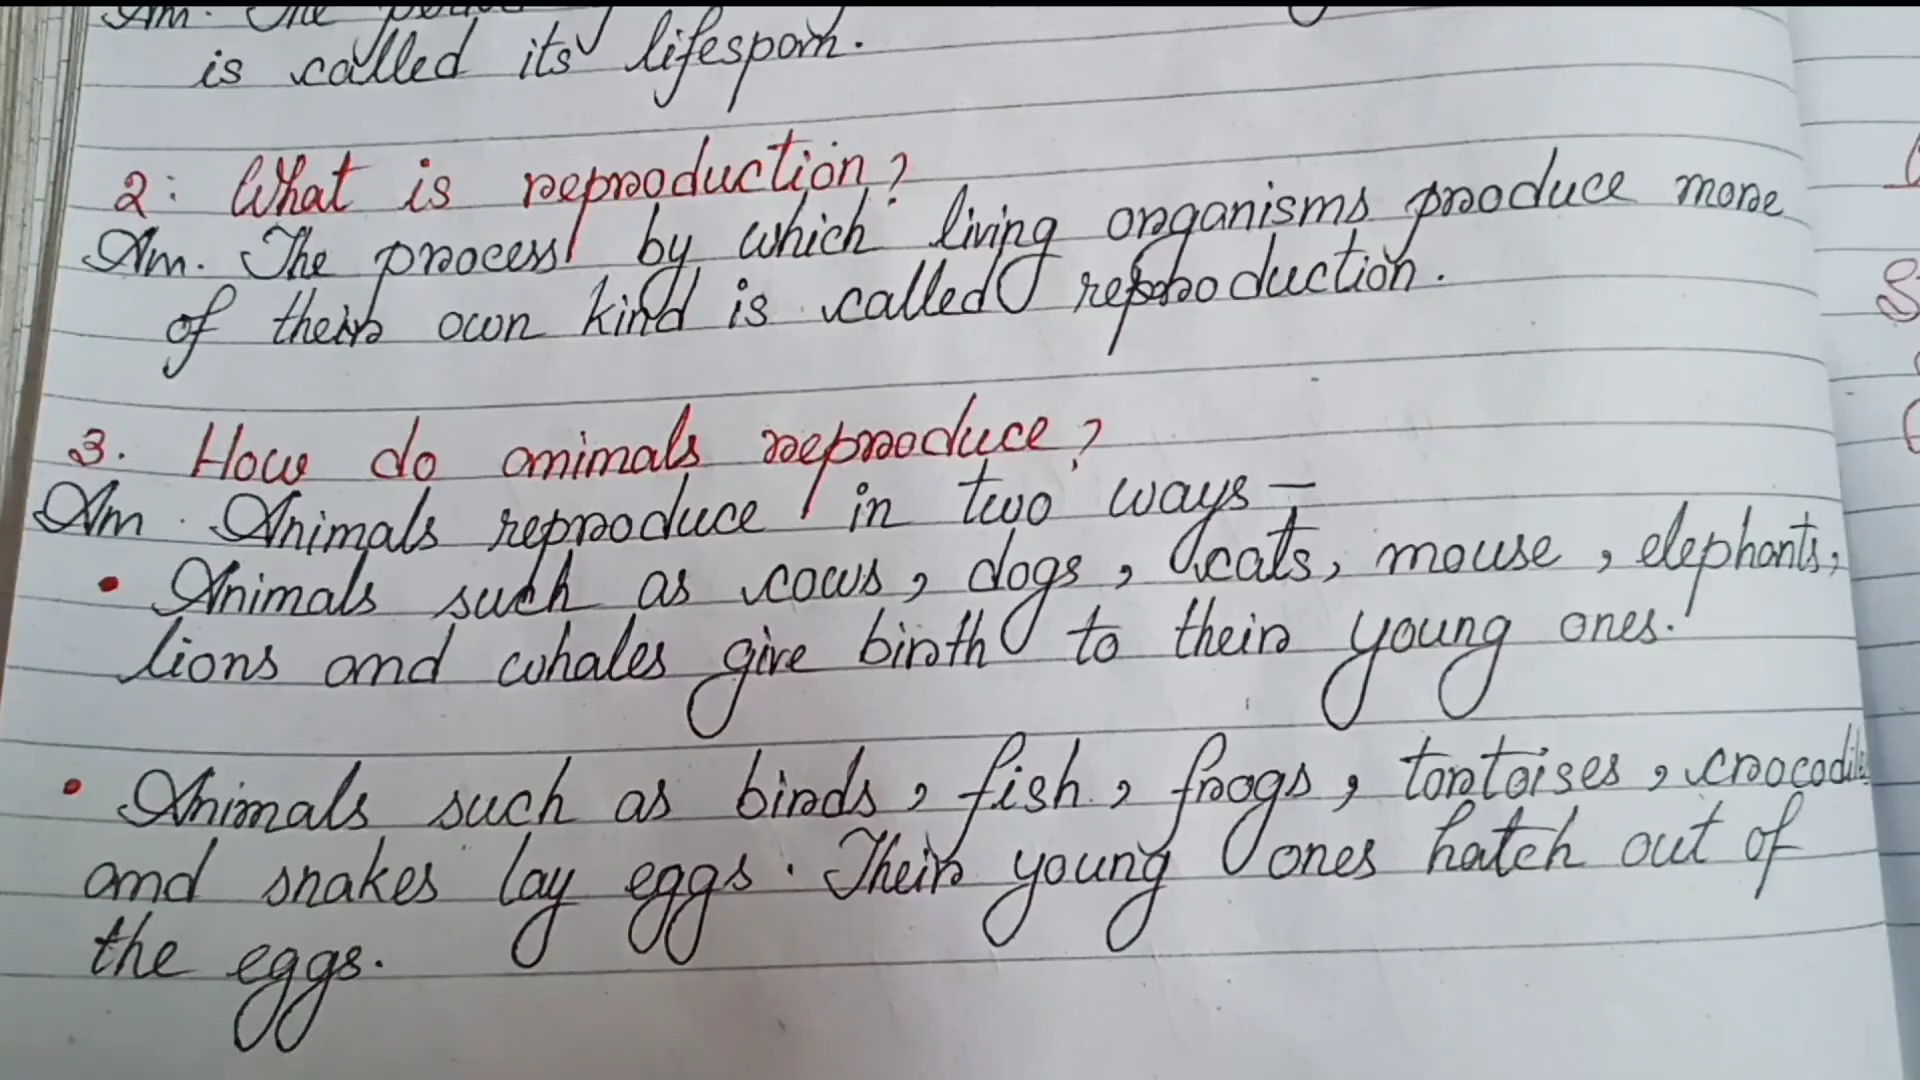 Ans. The
is called its lifespan.
2: What is reproduction?
Ans. The process by which living organisms produce more
of their own kind is called reproduction.
3. How do animals reproduce?
Ans. Animals reproduce in two ways –
• Animals such as cows, dogs, cats, mouse, elephants,
lions and whales give birth to their young ones.
• Animals such as birds, fish, frogs, tortoises,
and snakes lay eggs. Their young ones hatch out of
the eggs.